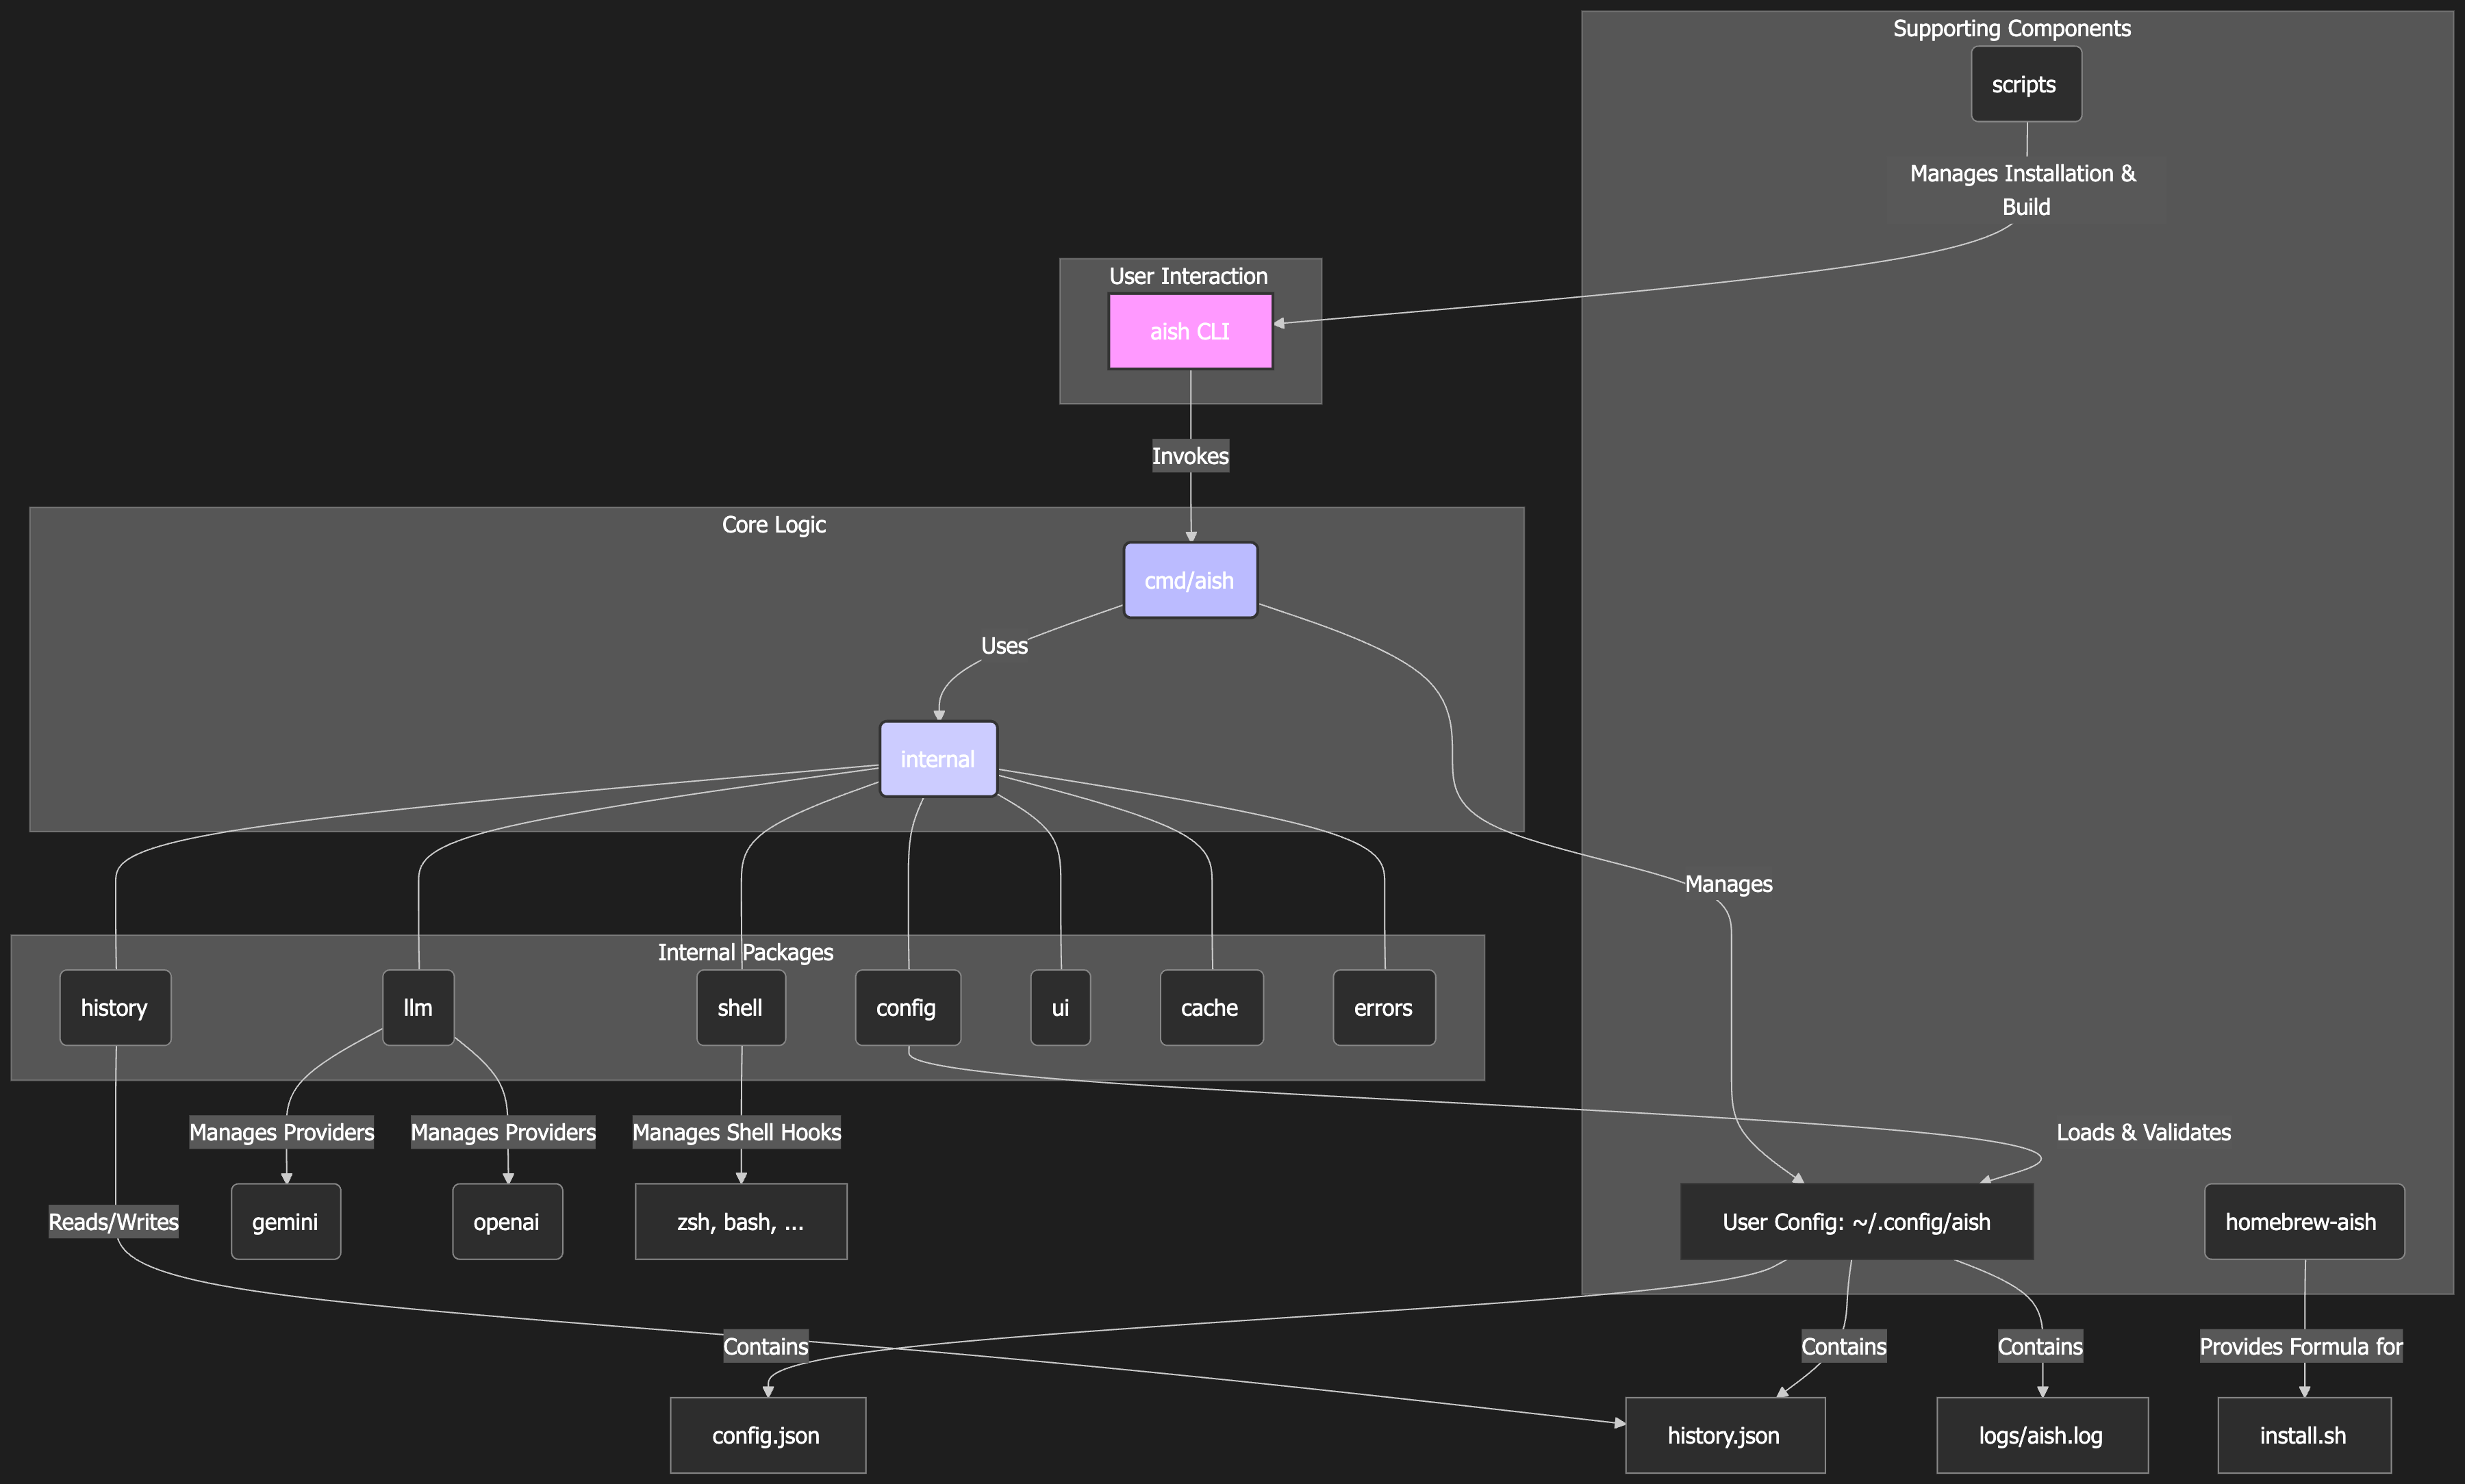 Supporting Components
scripts
Manages Installation &
Build
User Interaction
aish CLI
Invokes
Core Logic
cmd/aish
Uses
internal
Manages
Internal Packages
history
llm
shell
config
ui
cache
errors
Manages Providers
Manages Providers
Manages Shell Hooks
Loads & Validates
Reads/Writes
gemini
openai
zsh, bash, ...
User Config: ~/.config/aish
homebrew-aish
Contains
Contains
Contains
Provides Formula for
config.json
history.json
logs/aish.log
install.sh